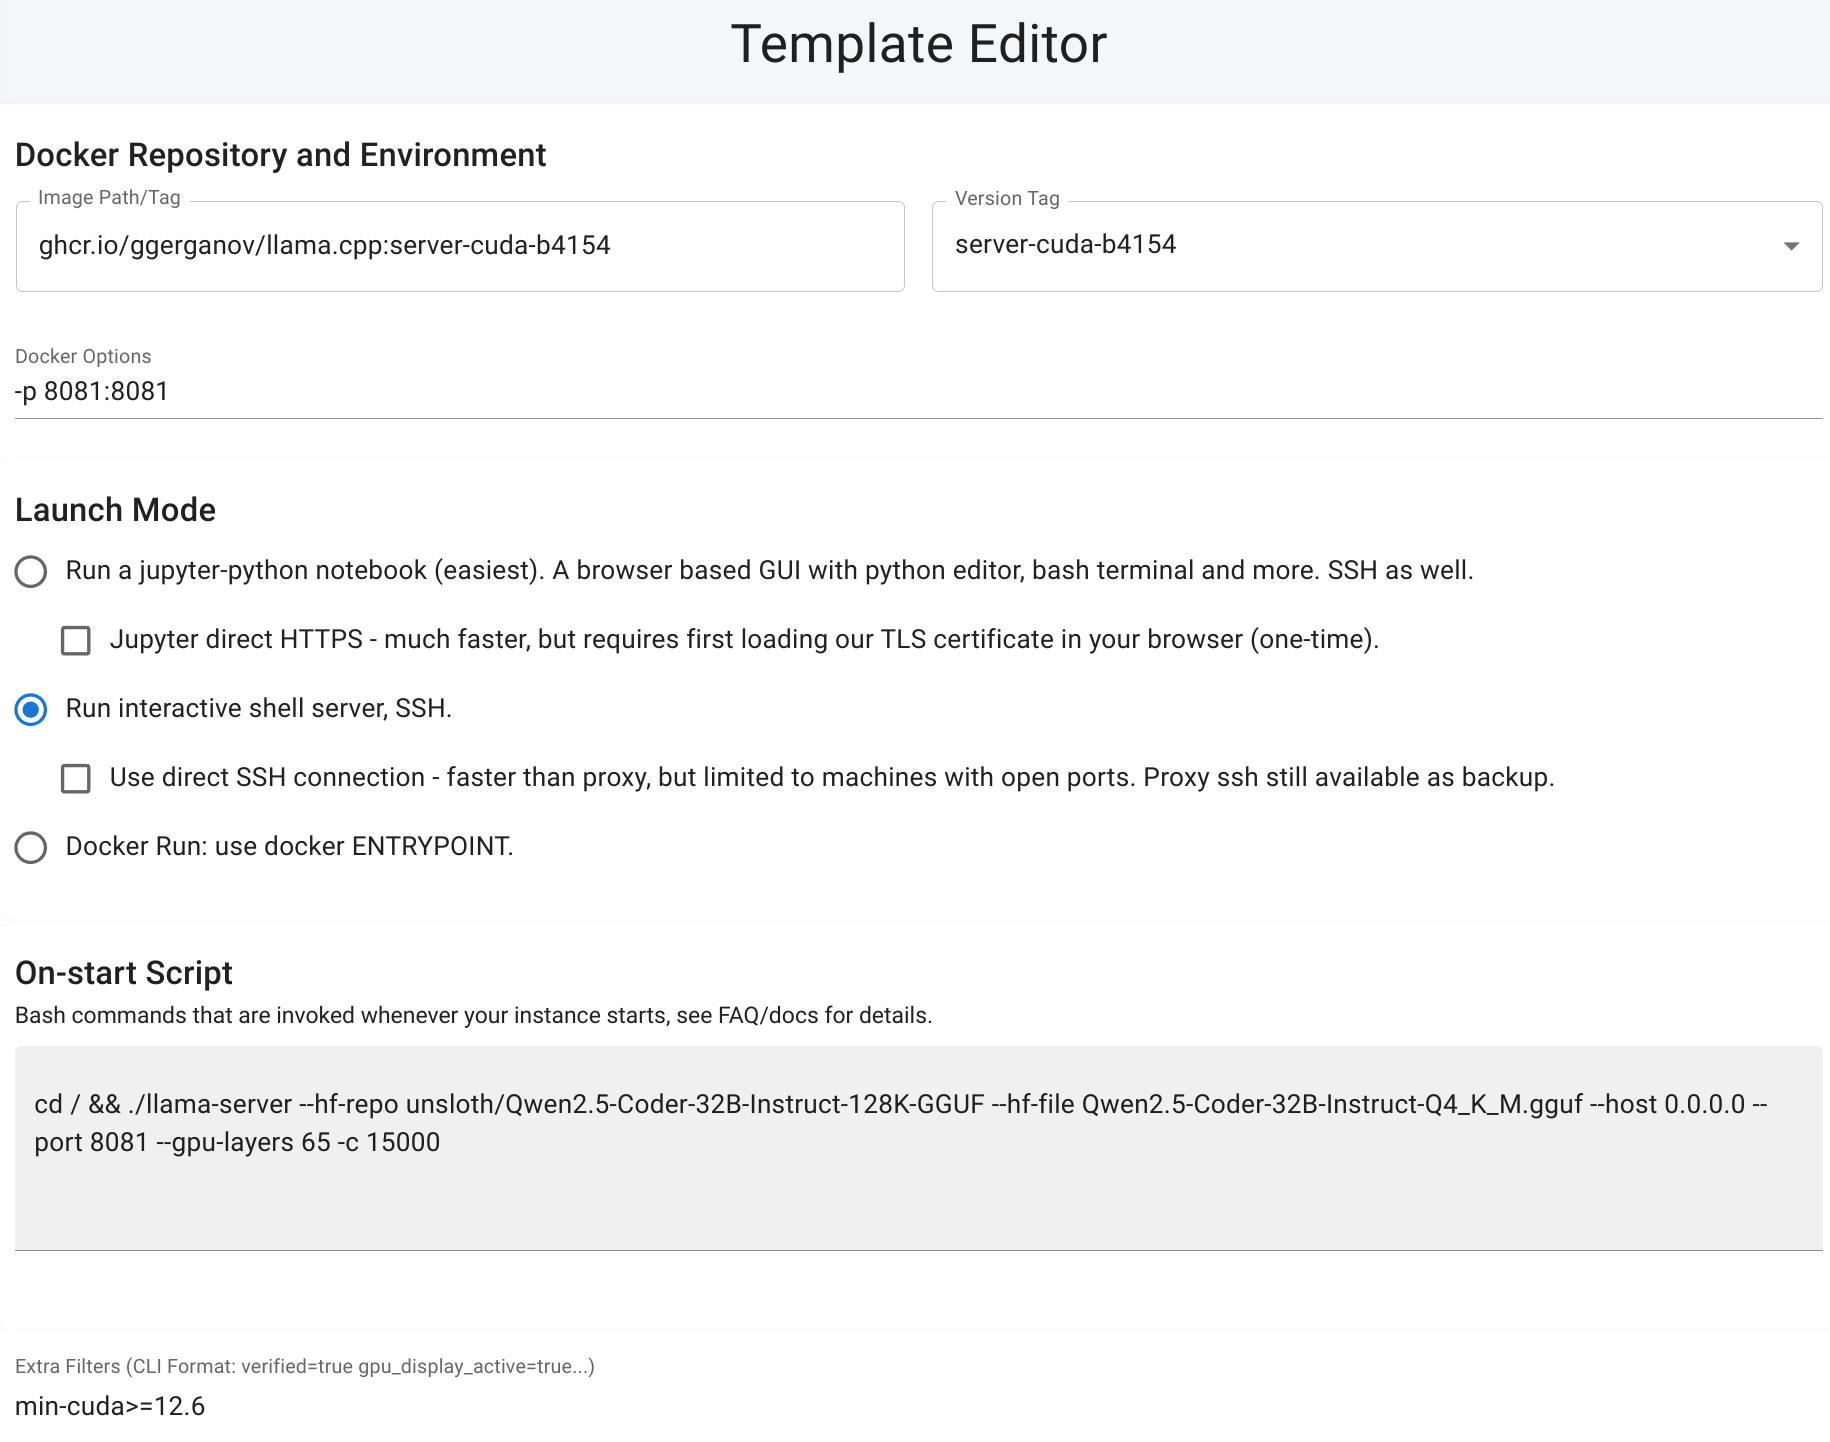 Template Editor
Docker Repository and Environment
Image Path/Tag
ghcr.io/ggerganov/llama.cpp:server-cuda-b4154
Version Tag
server-cuda-b4154
Docker Options
-p 8081:8081
Launch Mode
Run a jupyter-python notebook (easiest). A browser based GUI with python editor, bash terminal and more. SSH as well.
Jupyter direct HTTPS - much faster, but requires first loading our TLS certificate in your browser (one-time).
Run interactive shell server, SSH.
Use direct SSH connection - faster than proxy, but limited to machines with open ports. Proxy ssh still available as backup.
Docker Run: use docker ENTRYPOINT.
On-start Script
Bash commands that are invoked whenever your instance starts, see FAQ/docs for details.
cd / && ./llama-server --hf-repo unsloth/Qwen2.5-Coder-32B-Instruct-128K-GGUF --hf-file Qwen2.5-Coder-32B-Instruct-Q4_K_M.gguf --host 0.0.0.0 --
port 8081 --gpu-layers 65 -c 15000
Extra Filters (CLI Format: verified=true gpu_display_active=true...)
min-cuda>=12.6